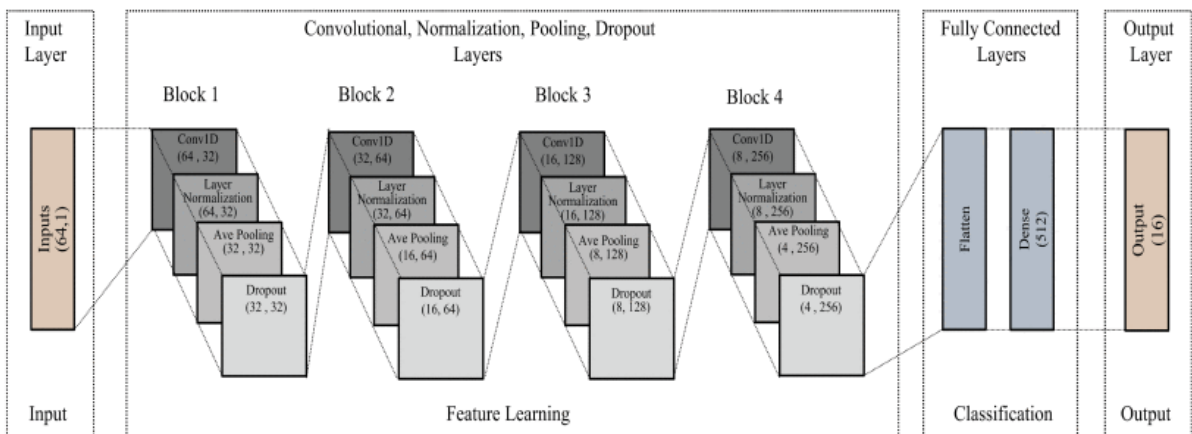 Input
Layer
Inputs
(64,1)
Input
Convolutional, Normalization, Pooling, Dropout
Layers
Block 1
Conv1D
(64 , 32)
Layer
Normalization
(64, 32)
Ave Pooling
(32 , 32)
Dropout
(32 , 32)
Block 2
Conv1D
(32, 64)
Layer
Normalization
(32, 64)
Ave Pooling
(16, 64)
Dropout
(16, 64)
Block 3
Conv1D
(16, 128)
Layer
Normalization
(16, 128)
Ave Pooling
(8, 128)
Dropout
(8, 128)
Block 4
Conv1D
(8 , 256)
Layer
Normalization
(8 , 256)
Ave Pooling
(4 , 256)
Dropout
(4 , 256)
Feature Learning
Fully Connected
Layers
Flatten
Dense
(512)
Classification
Output
Layer
Output
(16)
Output